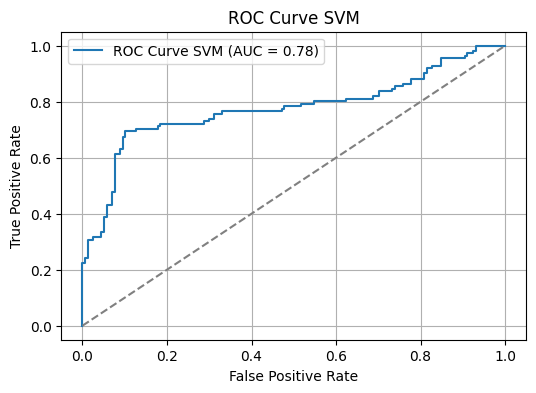 ROC Curve SVM
ROC Curve SVM (AUC = 0.78)
True Positive Rate
1.0
0.8
0.6
0.4
0.2
0.0
0.0 0.2 0.4 0.6 0.8 1.0
False Positive Rate